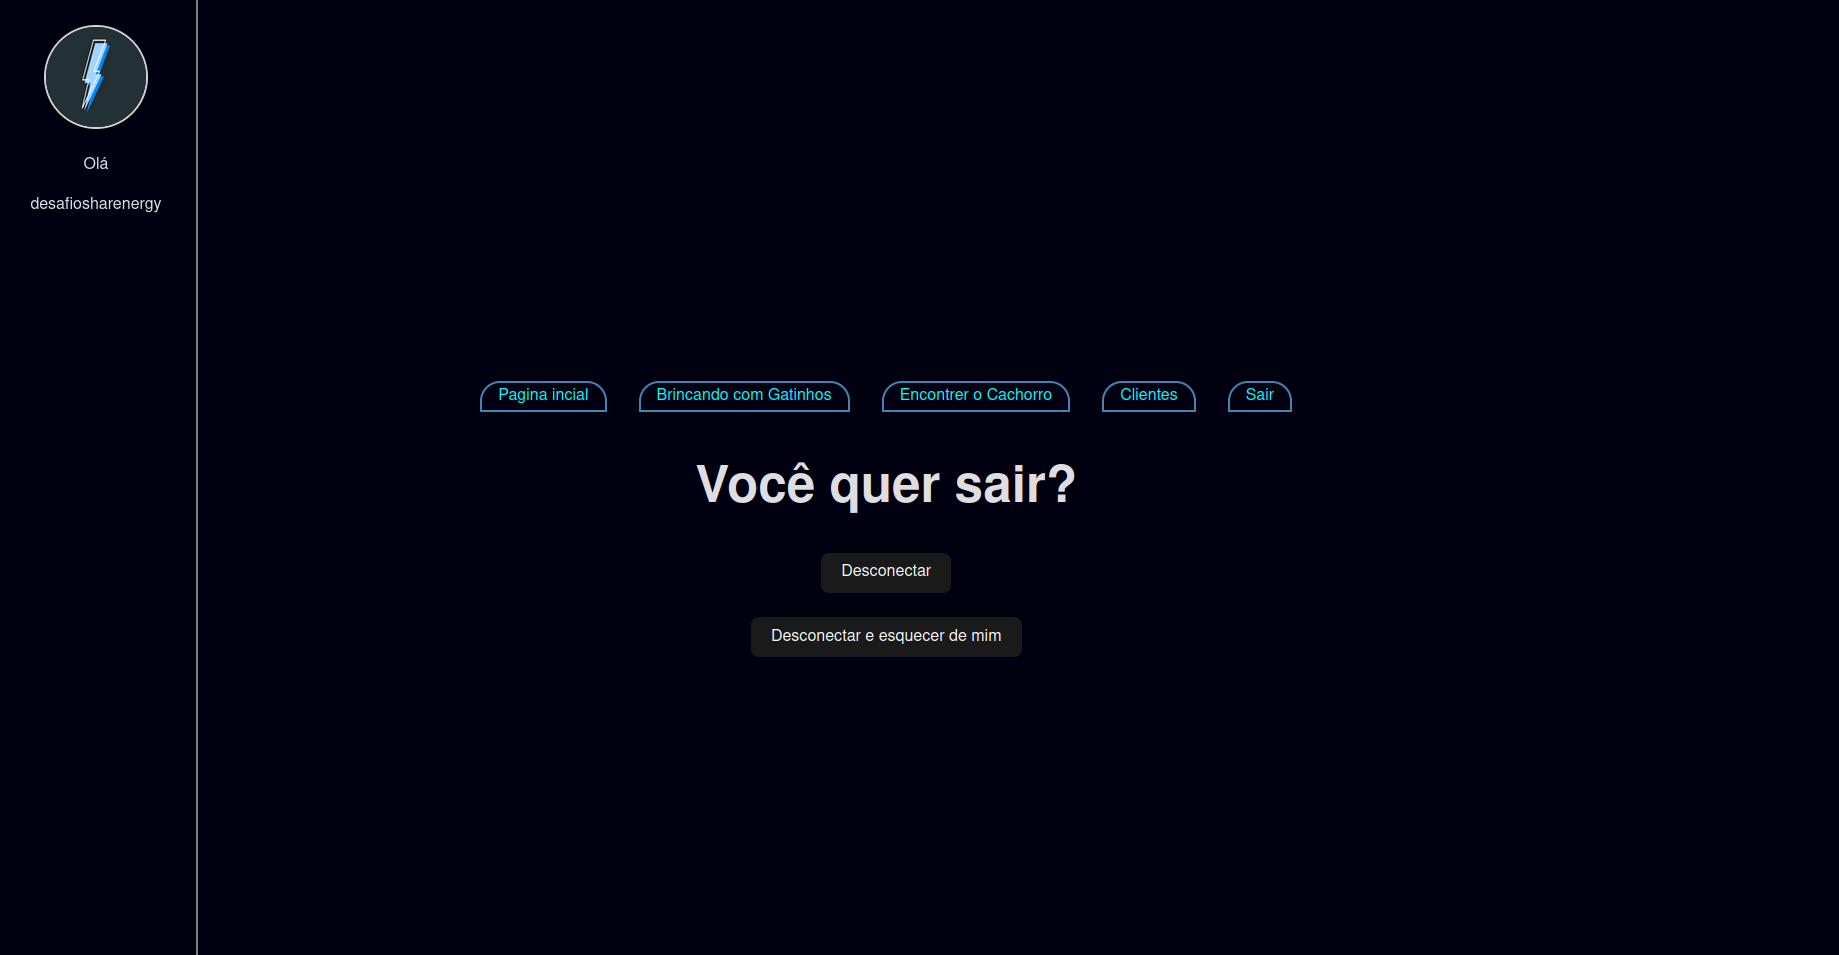 Olá
desafiosharenergy
Pagina incial
Brincando com Gatinhos
Encontrer o Cachorro
Clientes
Sair
Você quer sair?
Desconectar
Desconectar e esquecer de mim